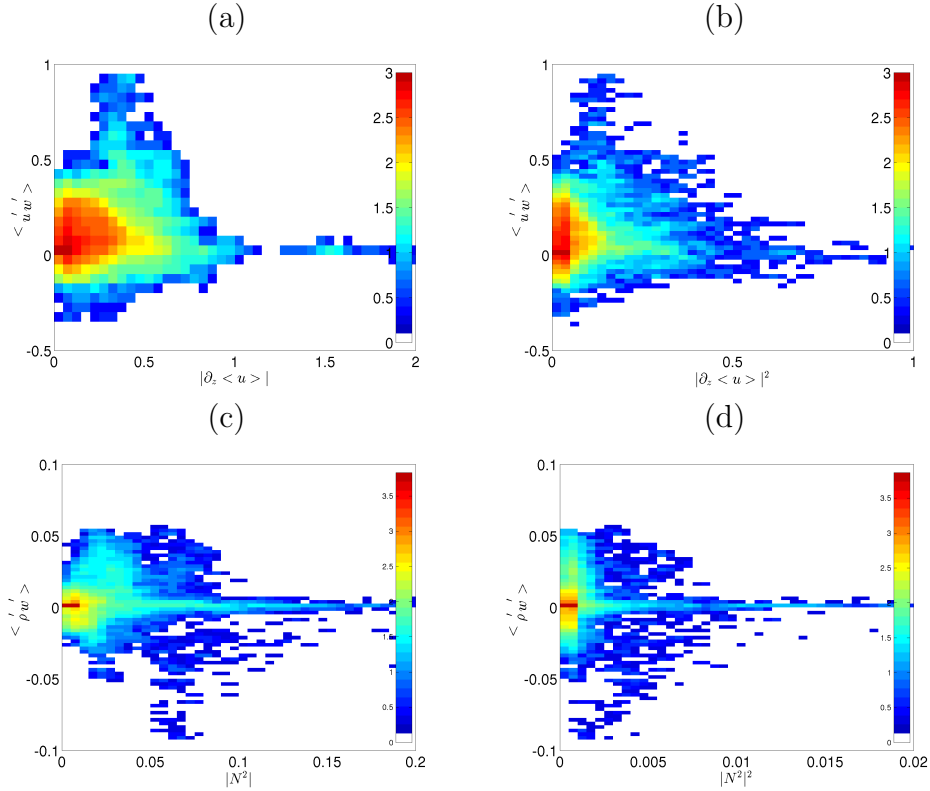 (a) (b)
1 3 1 3
2.5 2.5
0.5 2 0.5 2
< u' w' > 1.5 < u' w' > 1.5
0 1 0 1
0.5 0.5
-0.5 0 -0.5 0
0 0.5 1 1.5 2 0 0.5 1
|∂z < u > | |∂z < u > |²
(c) (d)
0.1 0.1
3.5 3.5
0.05 3 0.05 3
2.5 2.5
< ρ' w' > 0 2 < ρ' w' > 0 2
1.5 1.5
-0.05 1 -0.05 1
0.5 0.5
-0.1 0 -0.1 0
0 0.05 0.1 0.15 0.2 0 0.005 0.01 0.015 0.02
|N²| |N²|²